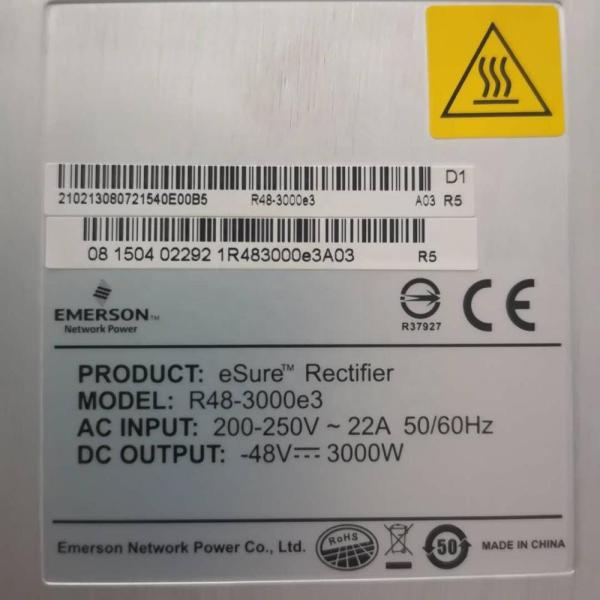 210213080721540E00B5 R48-3000e3 A03 D1 R5
08 1504 02292 1R483000e3A03 R5
EMERSON™
Network Power
R37927
CE
PRODUCT: eSure™ Rectifier
MODEL: R48-3000e3
AC INPUT: 200-250V ~ 22A 50/60Hz
DC OUTPUT: -48V⎓ 3000W
Emerson Network Power Co., Ltd. RoHS 50 MADE IN CHINA